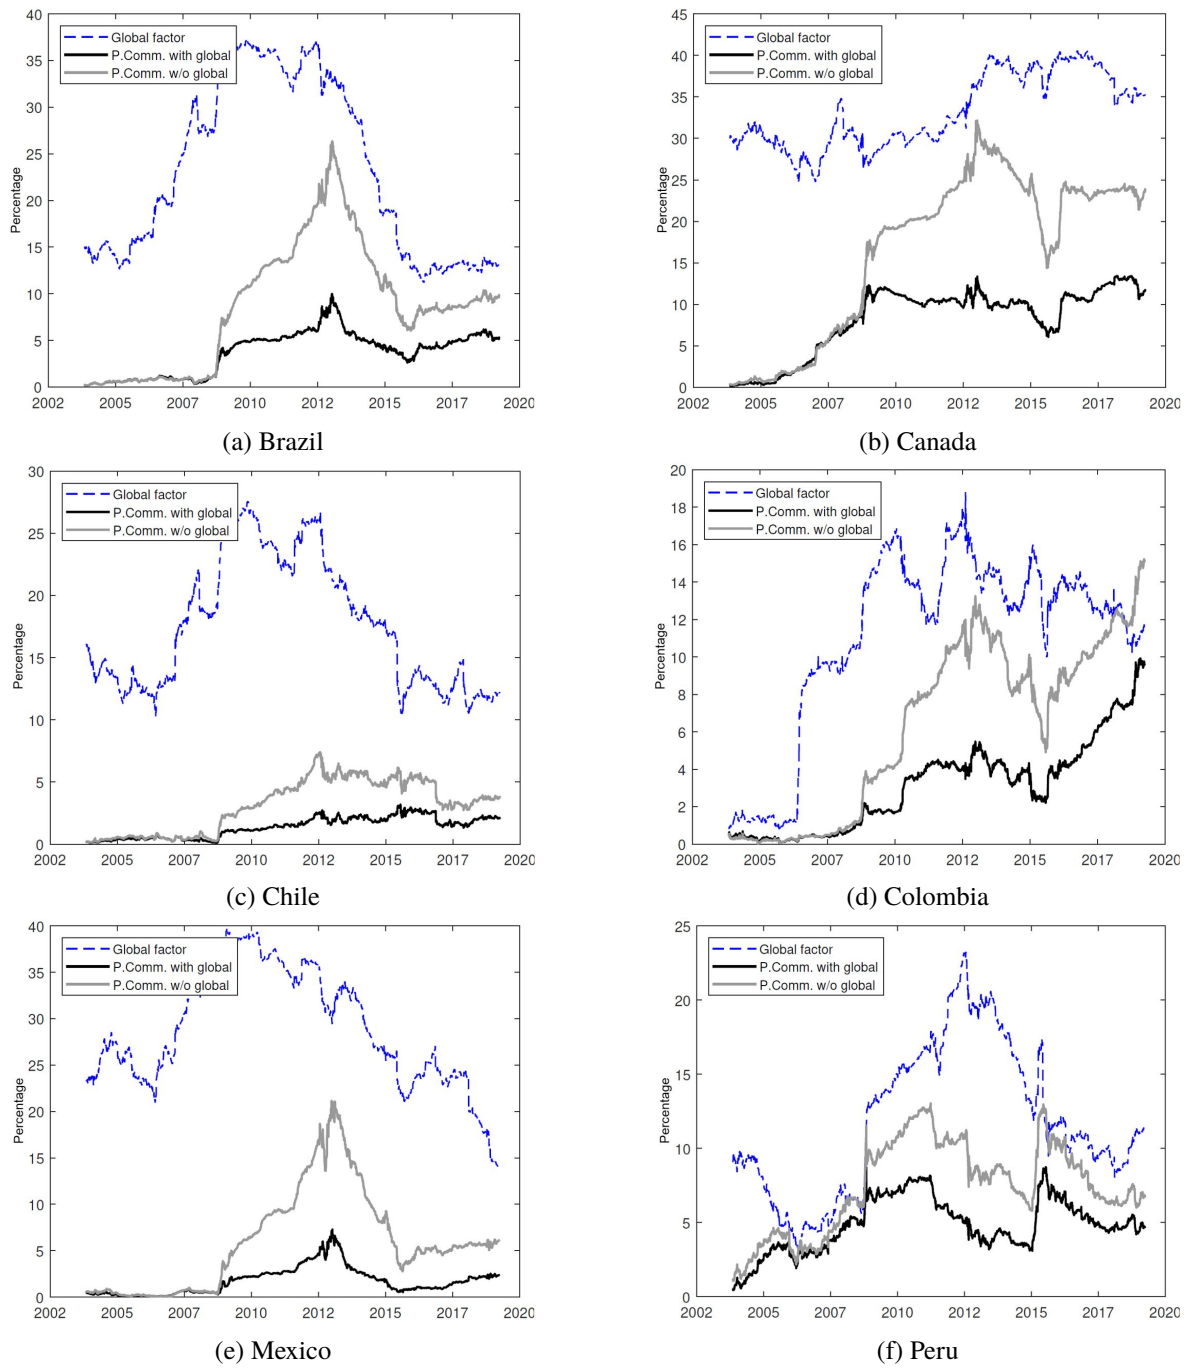 40
35
30
25
20
15
10
5
0
Percentage
Global factor
P.Comm. with global
P.Comm. w/o global
2002 2005 2007 2010 2012 2015 2017 2020
(a) Brazil
45
40
35
30
25
20
15
10
5
0
Percentage
Global factor
P.Comm. with global
P.Comm. w/o global
2002 2005 2007 2010 2012 2015 2017 2020
(b) Canada
30
25
20
15
10
5
0
Percentage
Global factor
P.Comm. with global
P.Comm. w/o global
2002 2005 2007 2010 2012 2015 2017 2020
(c) Chile
20
18
16
14
12
10
8
6
4
2
0
Percentage
Global factor
P.Comm. with global
P.Comm. w/o global
2002 2005 2007 2010 2012 2015 2017 2020
(d) Colombia
40
35
30
25
20
15
10
5
0
Percentage
Global factor
P.Comm. with global
P.Comm. w/o global
2002 2005 2007 2010 2012 2015 2017 2020
(e) Mexico
25
20
15
10
5
0
Percentage
Global factor
P.Comm. with global
P.Comm. w/o global
2002 2005 2007 2010 2012 2015 2017 2020
(f) Peru